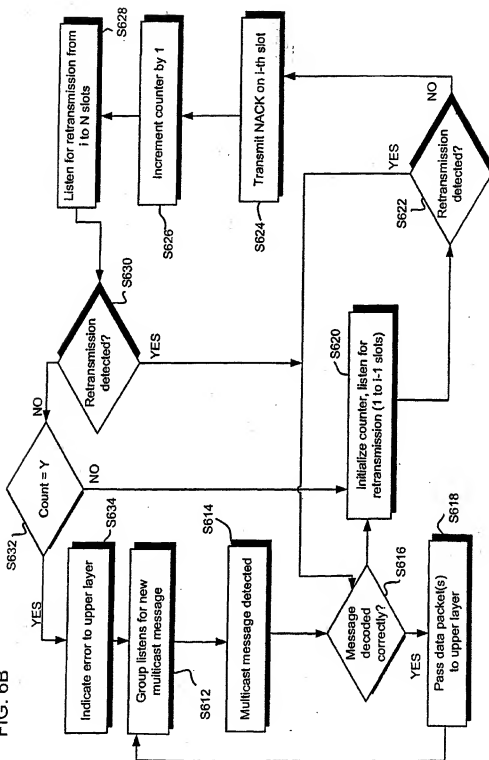 FIG. 6B
Group listens for new
multicast message
S612
Multicast message detected
S614
Message
decoded
correctly?
S616
YES
Pass data packet(s)
to upper layer
S618
Initialize counter, listen for
retransmission (1 to i-1 slots)
S620
Retransmission
detected?
S622
YES
NO
Transmit NACK on i-th slot
S624
Increment counter by 1
S626
Listen for retransmission from
i to N slots
S628
Retransmission
detected?
S630
YES
NO
Count = Y
S632
NO
YES
Indicate error to upper layer
S634